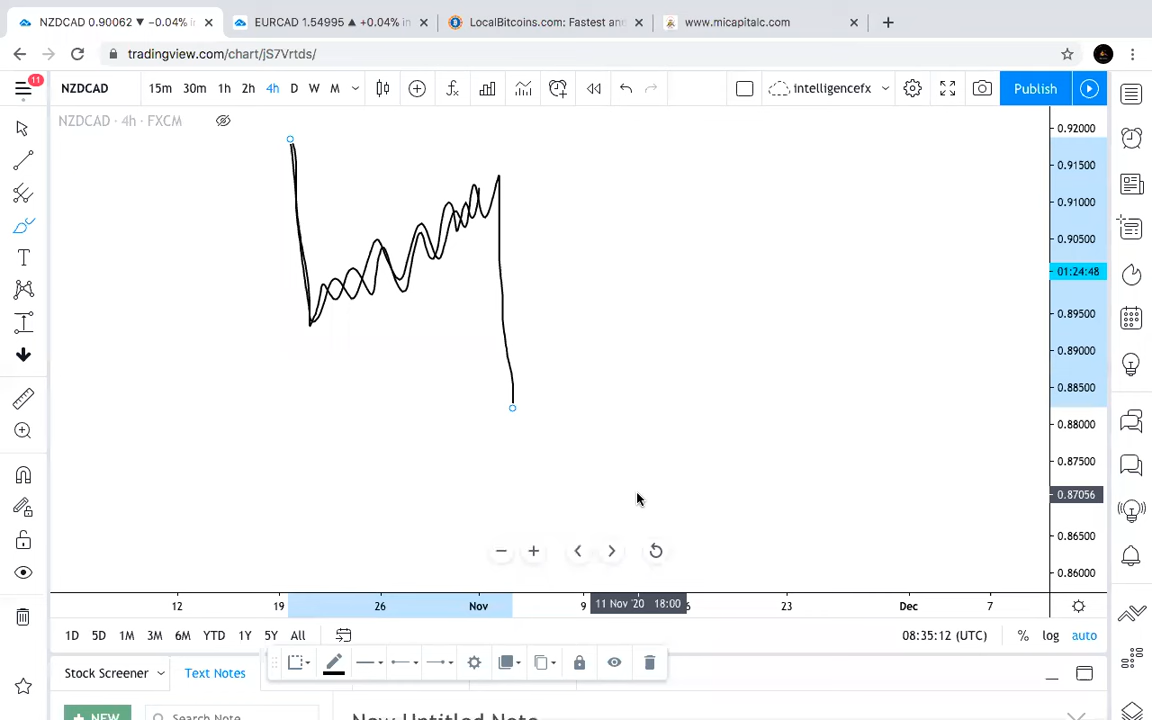 NZDCAD 0.90062 ▼ −0.04% in
EURCAD 1.54995 ▲ +0.04% in
LocalBitcoins.com: Fastest and
www.micapitalc.com
tradingview.com/chart/jS7Vrtds/
11
NZDCAD 15m 30m 1h 2h 4h D W M intelligencefx Publish
NZDCAD · 4h · FXCM
0.92000
0.91500
0.91000
0.90500
01:24:48
0.89500
0.89000
0.88500
0.88000
0.87500
0.87056
0.86500
0.86000
12 19 26 Nov 9 11 Nov '20 18:00 6 23 Dec 7
1D 5D 1M 3M 6M YTD 1Y 5Y All 08:35:12 (UTC) % log auto
Stock Screener Text Notes
+ NEW Search Note New Untitled Note